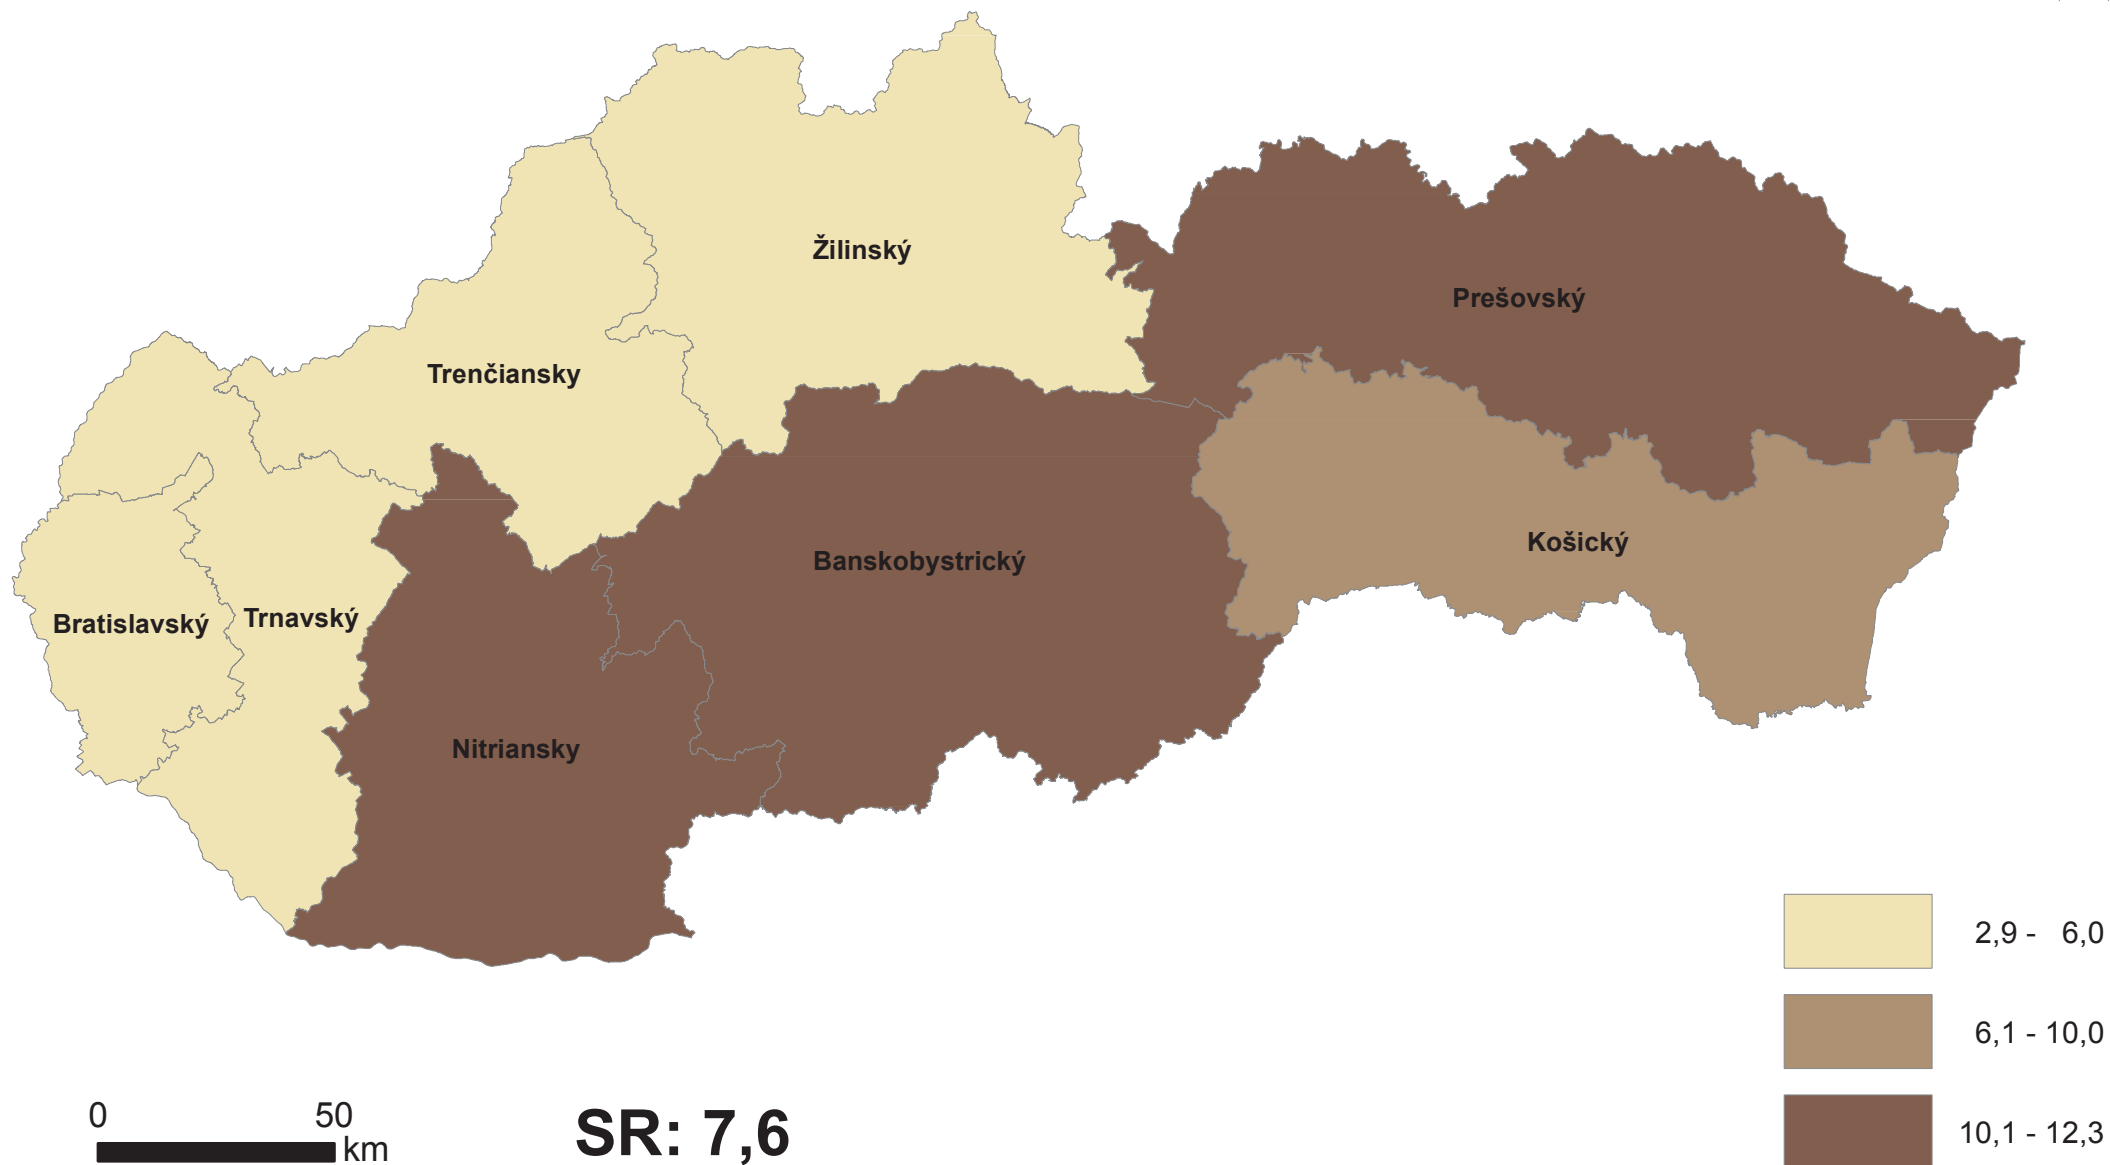 Žilinský
Prešovský
Trenčiansky
Košický
Banskobystrický
Bratislavský
Trnavský
Nitriansky
2,9 - 6,0
6,1 - 10,0
10,1 - 12,3
0 50
km
SR: 7,6